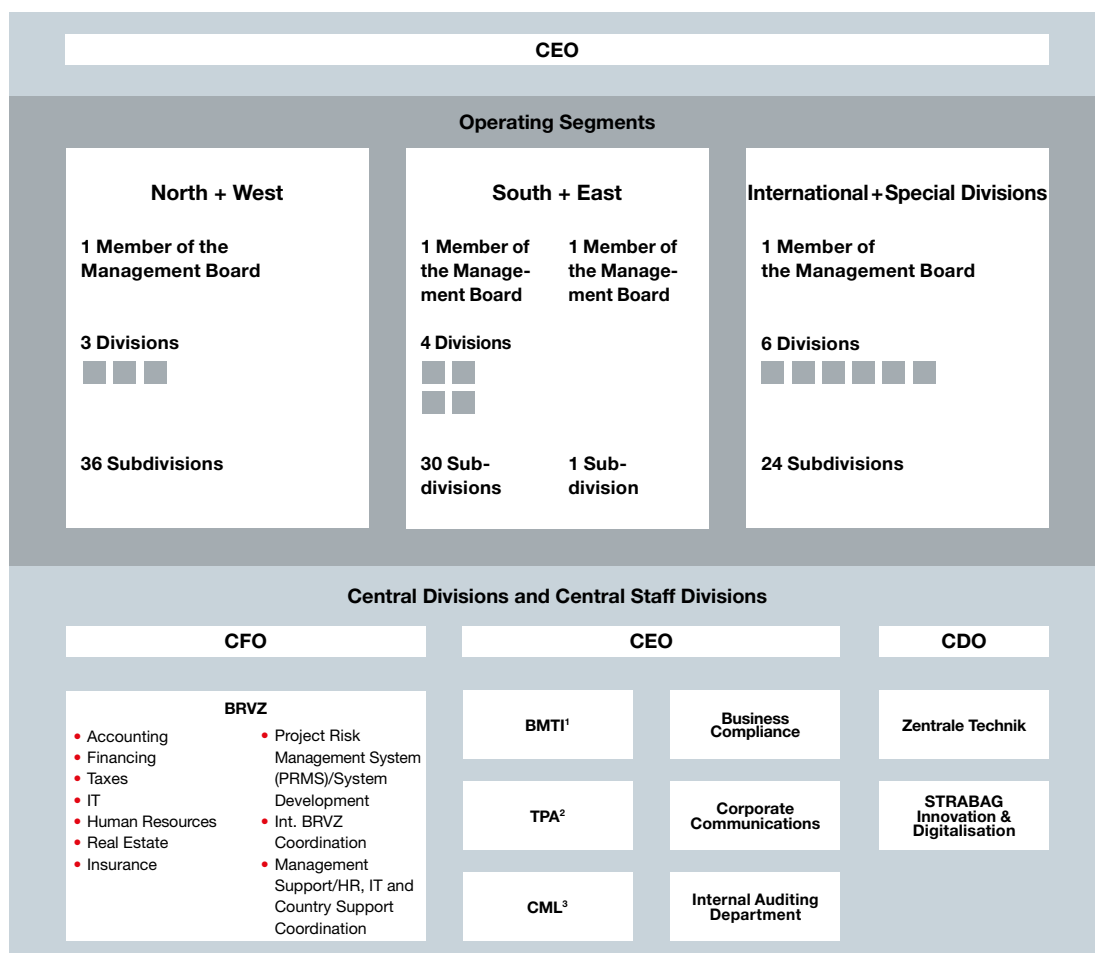 CEO
Operating Segments
North + West
1 Member of the
Management Board
3 Divisions
36 Subdivisions
South + East
1 Member of
the Manage-
ment Board
1 Member of
the Manage-
ment Board
4 Divisions
30 Sub-
divisions
1 Sub-
division
International + Special Divisions
1 Member of
the Management Board
6 Divisions
24 Subdivisions
Central Divisions and Central Staff Divisions
CFO
BRVZ
• Accounting
• Financing
• Taxes
• IT
• Human Resources
• Real Estate
• Insurance
• Project Risk
Management System
(PRMS)/System
Development
• Int. BRVZ
Coordination
• Management
Support/HR, IT and
Country Support
Coordination
CEO
BMTI¹
TPA²
CML³
Business
Compliance
Corporate
Communications
Internal Auditing
Department
CDO
Zentrale Technik
STRABAG
Innovation &
Digitalisation